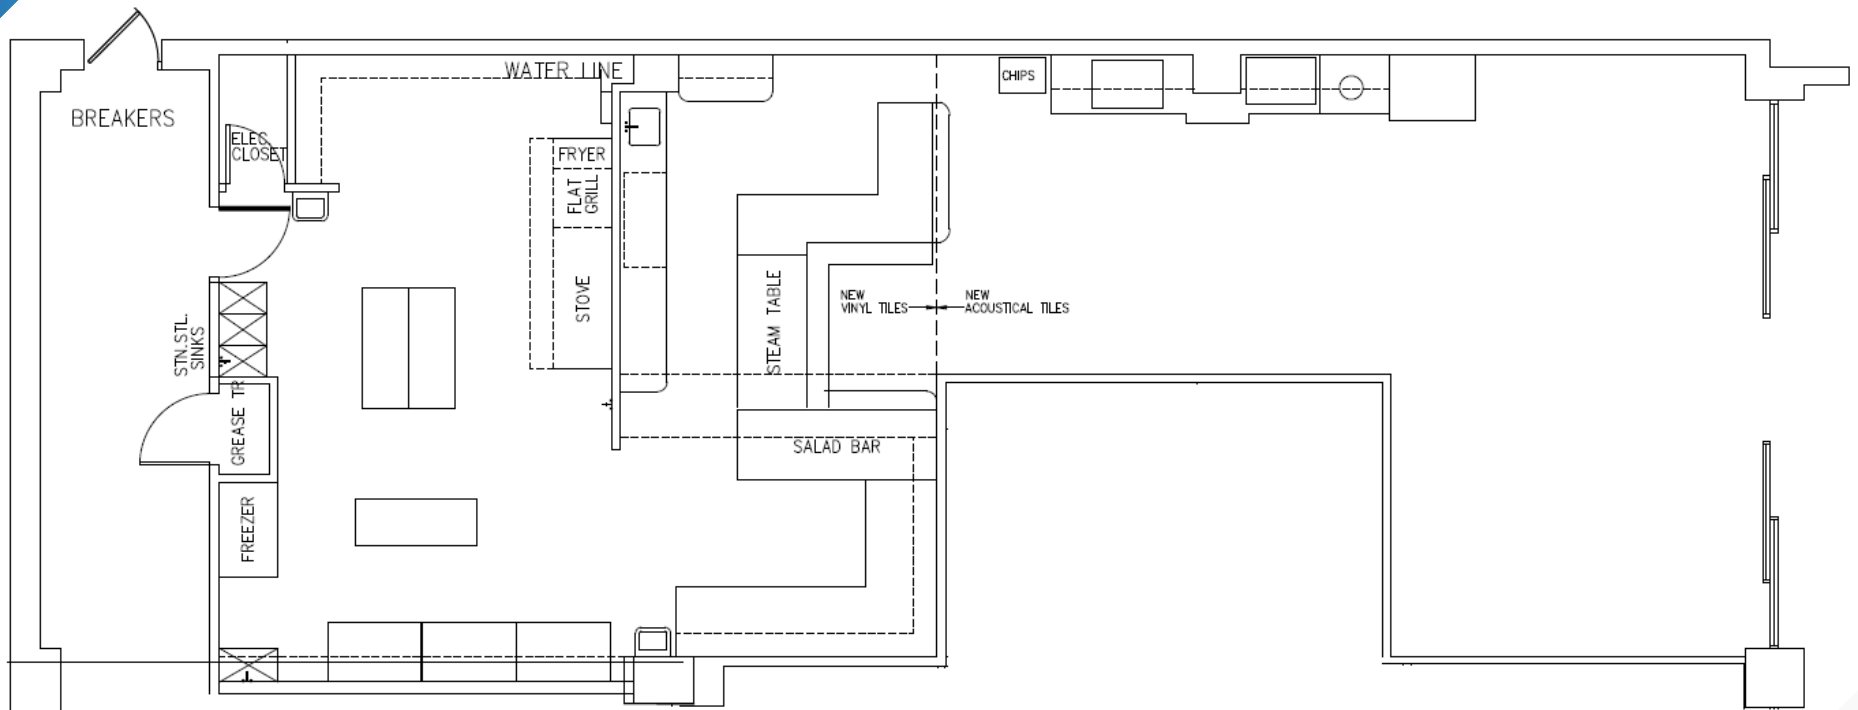 WATER LINE
CHIPS
BREAKERS
ELEC.
CLOSET
FRYER
FLAT
GRILL
STOVE
STEAM TABLE
NEW
VINYL TILES
NEW
ACOUSTICAL TILES
STN.STL.
SINKS
GREASE TR
SALAD BAR
FREEZER